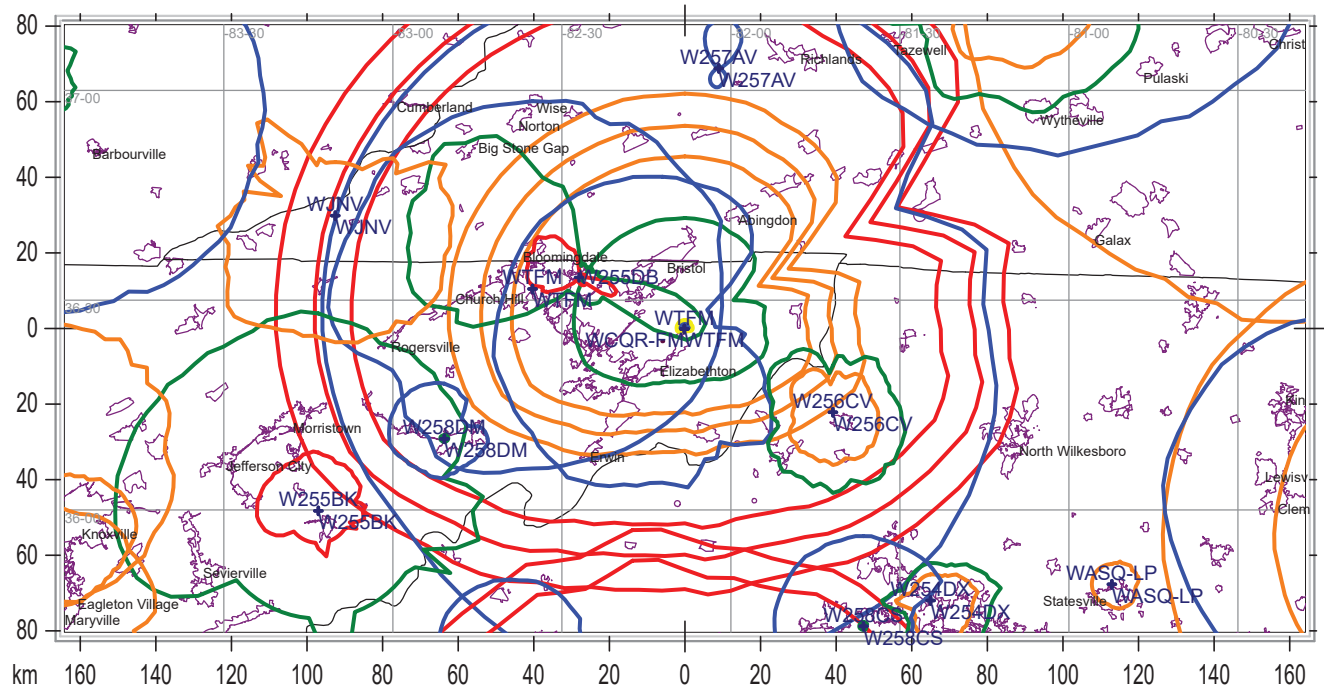 80
-83-30
-83-00
-82-30
-82-00
-81-30
-81-00
-80-30
Tazewell
Christ
W257AV
Richlands
W257AV
Pulaski
60
37-00
Cumberland
Wise
Norton
Wytheville
Barbourville
Big Stone Gap
40
WJNV
WJNV
Abingdon
Galax
20
Bloomingdale
Bristol
WTFM
W255DB
Church Hill
WTFM
36-30
WTFM
0
WCQR-FM
WTFM
Rogersville
Elizabethton
20
W256CV
W256CV
Kin
W258DM
W258DM
Morristown
North Wilkesboro
Erwin
Jefferson City
40
Lewisv
W255BK
W255BK
Clem
36-00
Knoxville
60
Sevierville
WASQ-LP
WASQ-LP
W254DX
W254DX
Statesville
Eagleton Village
Maryville
W258CS
W258CS
80
km
160 140 120 100 80 60 40 20 0 20 40 60 80 100 120 140 160